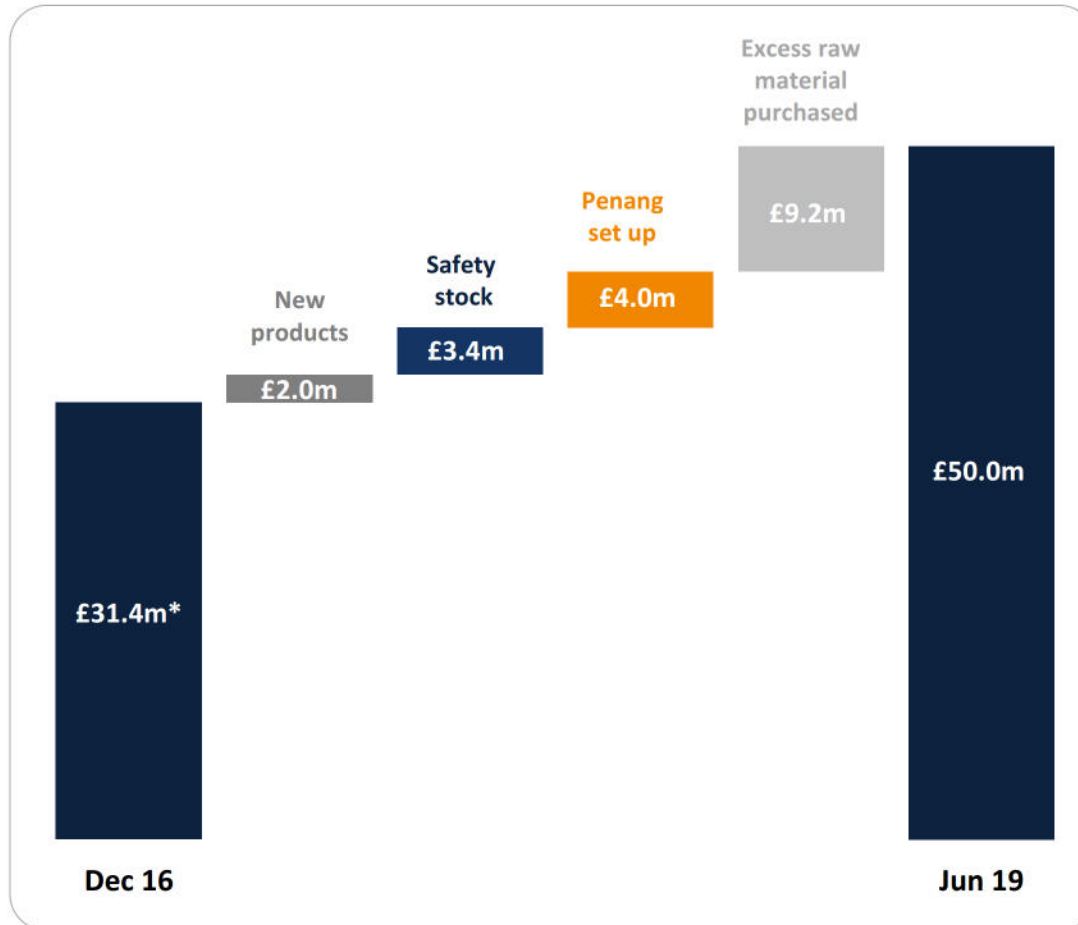 Excess raw
material
purchased
£9.2m
Penang
set up
£4.0m
Safety
stock
£3.4m
New
products
£2.0m
£31.4m*
£50.0m
Dec 16
Jun 19